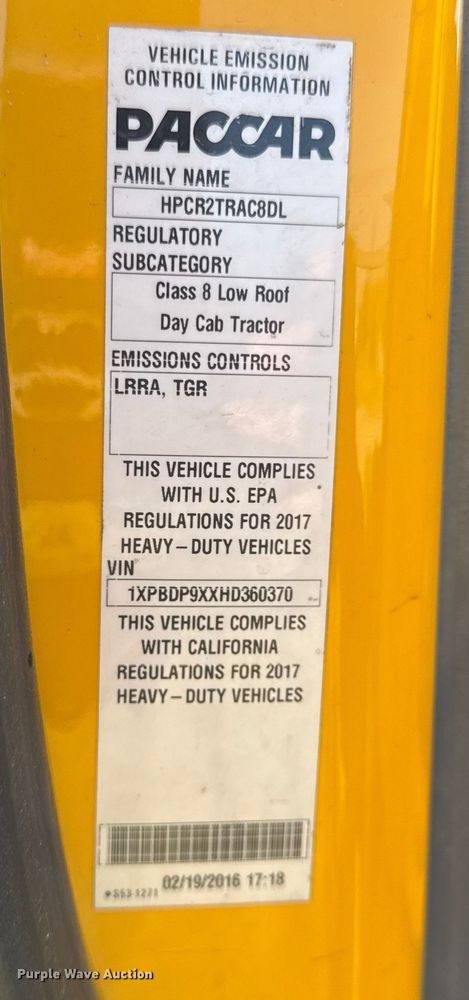 VEHICLE EMISSION
CONTROL INFORMATION
PACCAR
FAMILY NAME
HPCR2TRAC8DL
REGULATORY
SUBCATEGORY
Class 8 Low Roof
Day Cab Tractor
EMISSIONS CONTROLS
LRRA, TGR
THIS VEHICLE COMPLIES
WITH U.S. EPA
REGULATIONS FOR 2017
HEAVY-DUTY VEHICLES
VIN
1XPBDP9XXHD360370
THIS VEHICLE COMPLIES
WITH CALIFORNIA
REGULATIONS FOR 2017
HEAVY-DUTY VEHICLES
02/19/2016 17:18
Purple Wave Auction